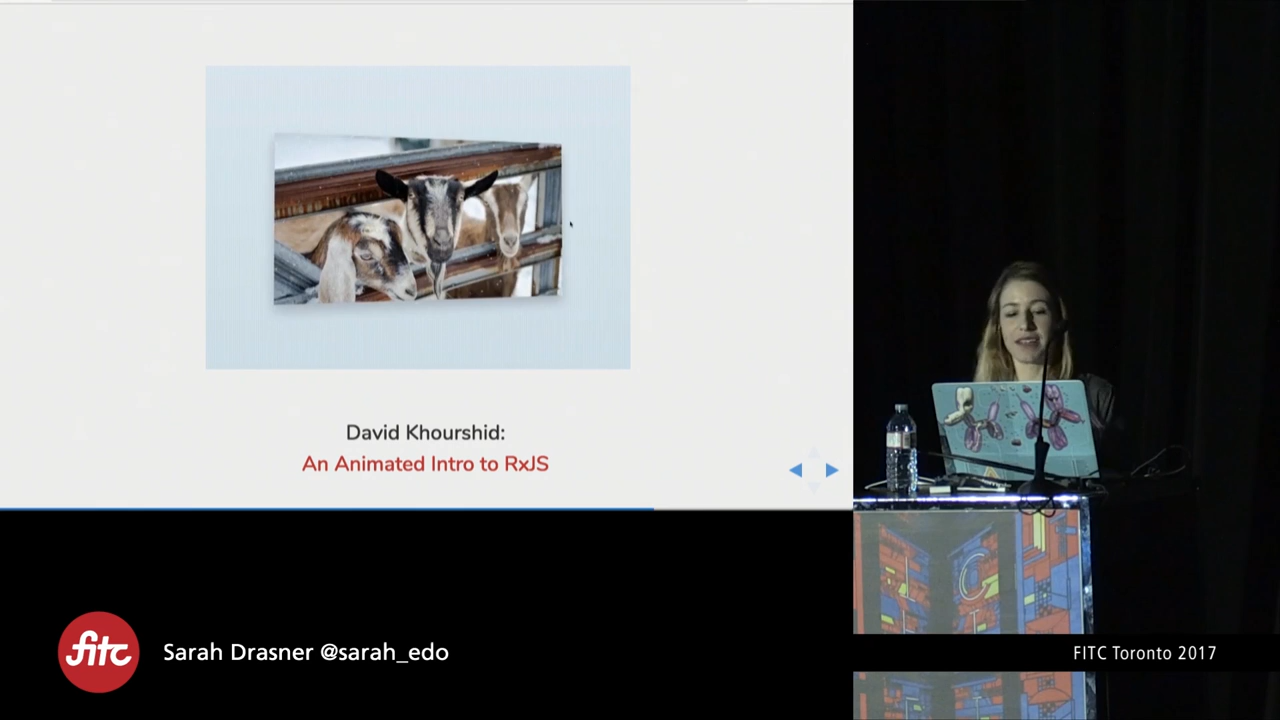 David Khourshid:
An Animated Intro to RxJS
fitc
Sarah Drasner @sarah_edo
FITC Toronto 2017